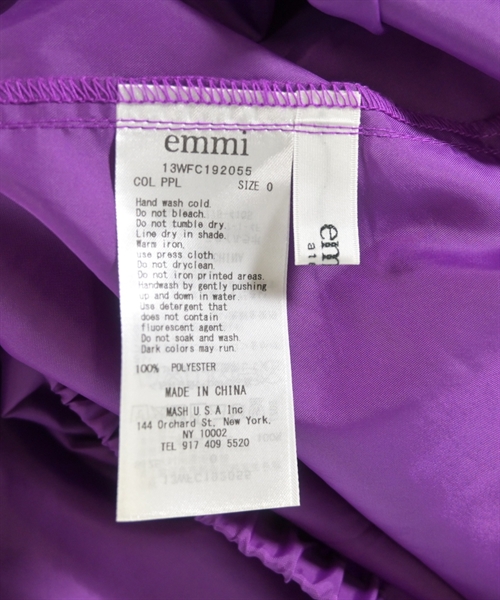 emmi
13WFC192055
COL PPL SIZE 0
Hand wash cold.
Do not bleach.
Do not tumble dry.
Line dry in shade.
Warm iron,
use press cloth.
Do not dryclean.
Do not iron printed areas.
Handwash by gently pushing
up and down in water.
Use detergent that
does not contain
fluorescent agent.
Do not soak and wash.
Dark colors may run.
100% POLYESTER
MADE IN CHINA
MASH U S A Inc
144 Orchard St. New York,
NY 10002
TEL 917 409 5520
em